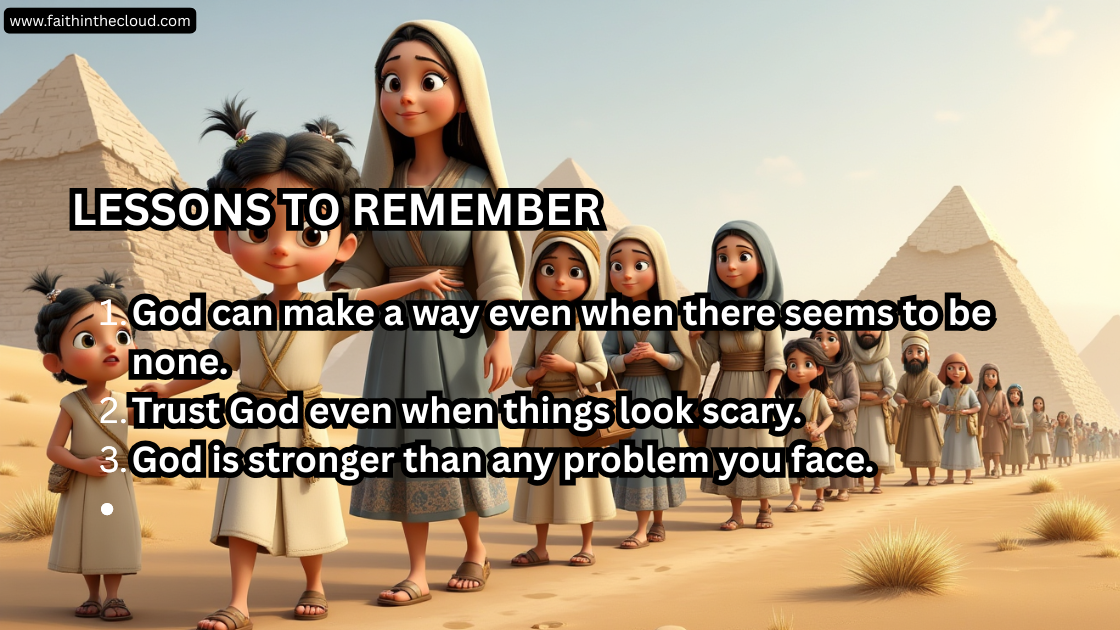 www.faithinthecloud.com
LESSONS TO REMEMBER
1. God can make a way even when there seems to be
none.
2. Trust God even when things look scary.
3. God is stronger than any problem you face.
•